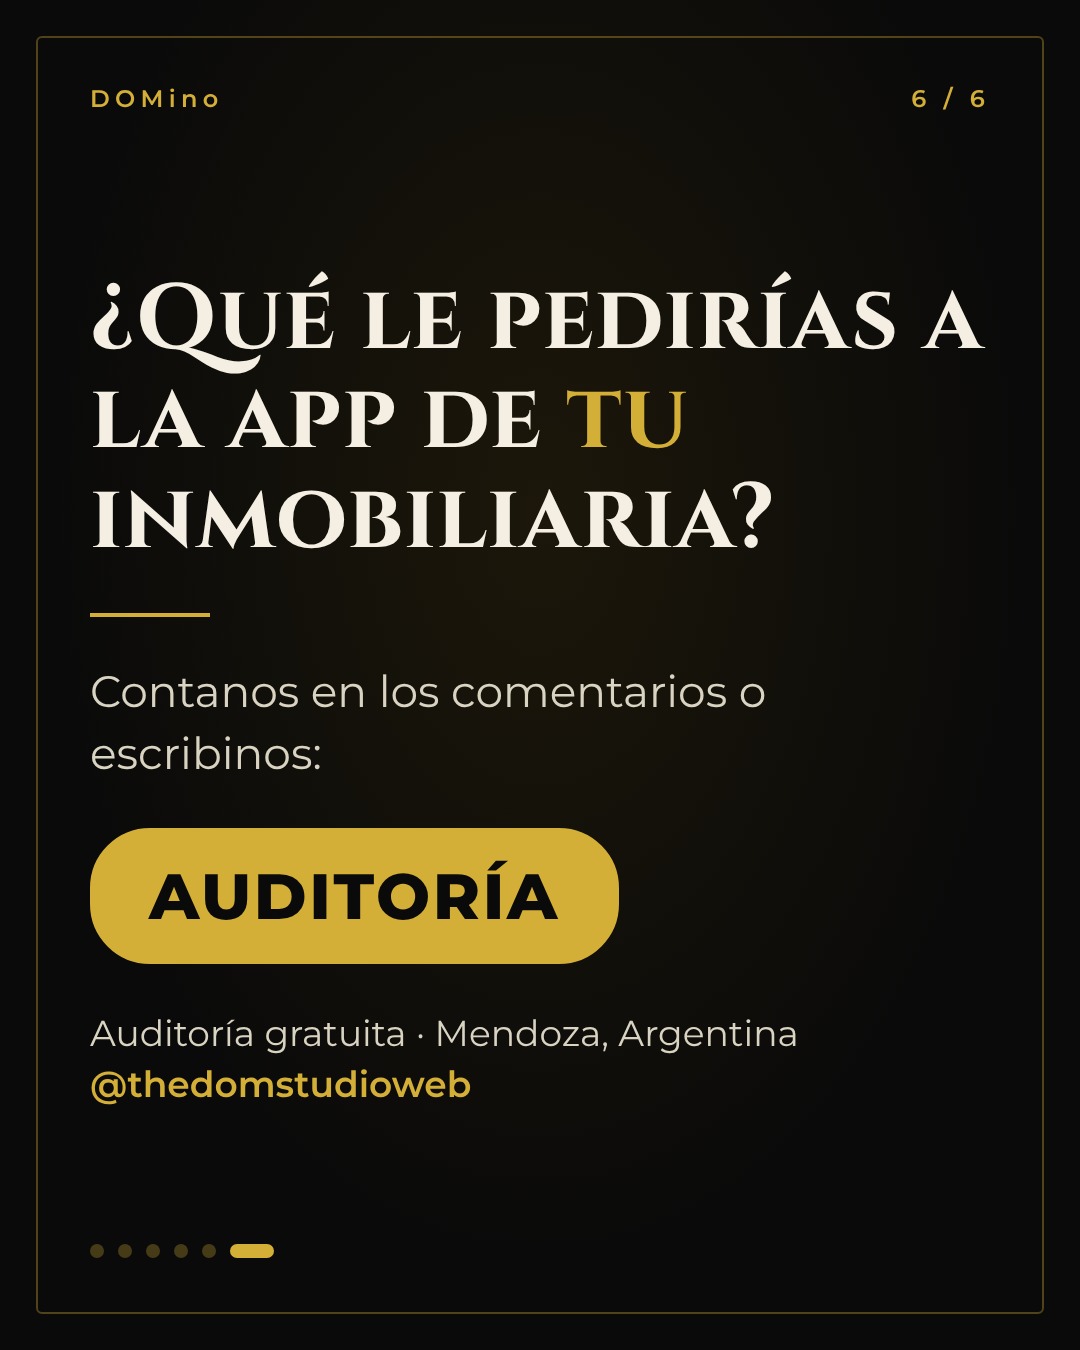 DOMino
6 / 6
¿QUÉ LE PEDIRÍAS A
LA APP DE TU
INMOBILIARIA?
Contanos en los comentarios o
escribinos:
AUDITORÍA
Auditoría gratuita · Mendoza, Argentina
@thedomstudioweb